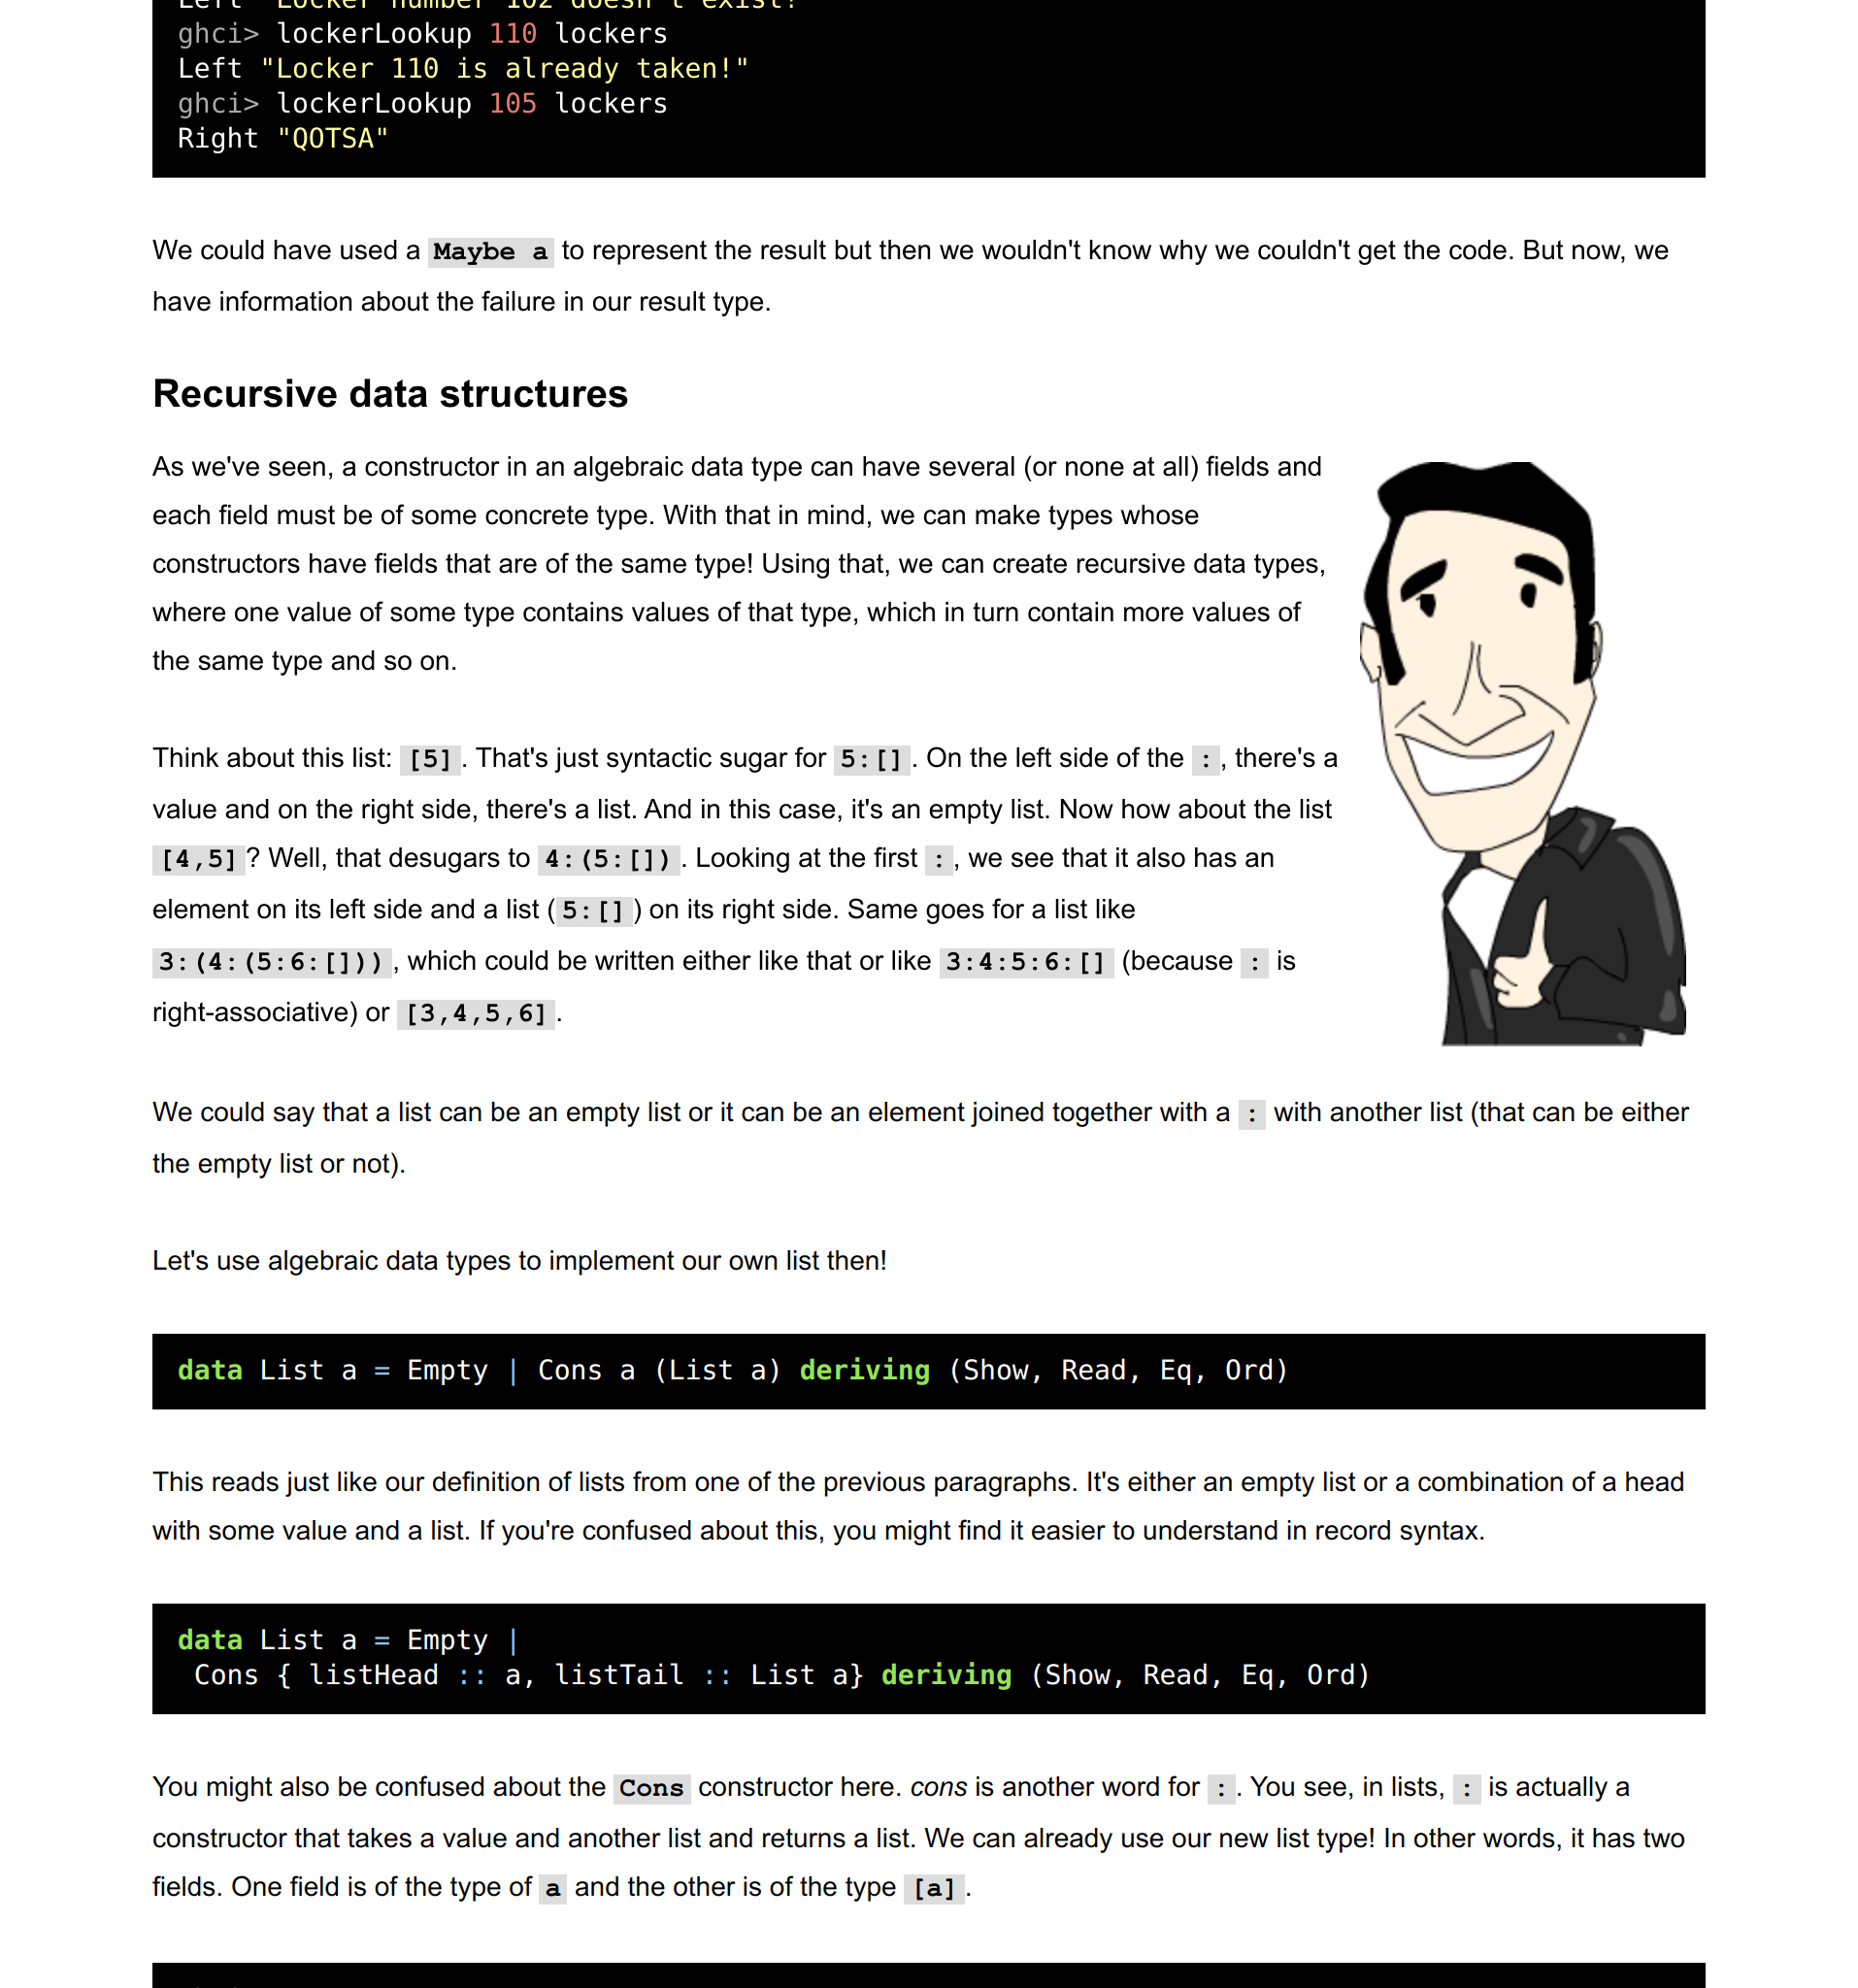 Left "Locker number 102 doesn't exist!"
ghci> lockerLookup 110 lockers
Left "Locker 110 is already taken!"
ghci> lockerLookup 105 lockers
Right "QOTSA"
We could have used a Maybe a to represent the result but then we wouldn't know why we couldn't get the code. But now, we
have information about the failure in our result type.
Recursive data structures
As we've seen, a constructor in an algebraic data type can have several (or none at all) fields and
each field must be of some concrete type. With that in mind, we can make types whose
constructors have fields that are of the same type! Using that, we can create recursive data types,
where one value of some type contains values of that type, which in turn contain more values of
the same type and so on.
Think about this list: [5]. That's just syntactic sugar for 5:[]. On the left side of the :, there's a
value and on the right side, there's a list. And in this case, it's an empty list. Now how about the list
[4,5]? Well, that desugars to 4:(5:[]). Looking at the first :, we see that it also has an
element on its left side and a list (5:[]) on its right side. Same goes for a list like
3:(4:(5:6:[])), which could be written either like that or like 3:4:5:6:[] (because : is
right-associative) or [3,4,5,6].
We could say that a list can be an empty list or it can be an element joined together with a : with another list (that can be either
the empty list or not).
Let's use algebraic data types to implement our own list then!
data List a = Empty | Cons a (List a) deriving (Show, Read, Eq, Ord)
This reads just like our definition of lists from one of the previous paragraphs. It's either an empty list or a combination of a head
with some value and a list. If you're confused about this, you might find it easier to understand in record syntax.
data List a = Empty |
Cons { listHead :: a, listTail :: List a} deriving (Show, Read, Eq, Ord)
You might also be confused about the Cons constructor here. cons is another word for :. You see, in lists, : is actually a
constructor that takes a value and another list and returns a list. We can already use our new list type! In other words, it has two
fields. One field is of the type of a and the other is of the type [a].